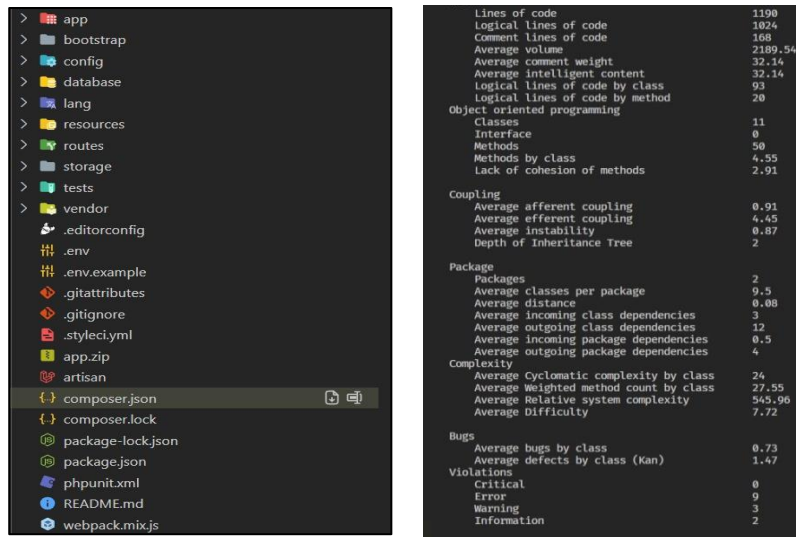 app
bootstrap
config
database
lang
resources
routes
storage
tests
vendor
.editorconfig
.env
.env.example
.gitattributes
.gitignore
.styleci.yml
app.zip
artisan
composer.json
composer.lock
package-lock.json
package.json
phpunit.xml
README.md
webpack.mix.js
Lines of code 1190
Logical lines of code 1024
Comment lines of code 168
Average volume 2189.54
Average comment weight 32.14
Average intelligent content 32.14
Logical lines of code by class 93
Logical lines of code by method 20
Object oriented programming
Classes 11
Interface 0
Methods 50
Methods by class 4.55
Lack of cohesion of methods 2.91
Coupling
Average afferent coupling 0.91
Average efferent coupling 4.45
Average instability 0.87
Depth of Inheritance Tree 2
Package
Packages 2
Average classes per package 9.5
Average distance 0.08
Average incoming class dependencies 3
Average outgoing class dependencies 12
Average incoming package dependencies 0.5
Average outgoing package dependencies 4
Complexity
Average Cyclomatic complexity by class 24
Average Weighted method count by class 27.55
Average Relative system complexity 545.96
Average Difficulty 7.72
Bugs
Average bugs by class 0.73
Average defects by class (Kan) 1.47
Violations
Critical 0
Error 9
Warning 3
Information 2